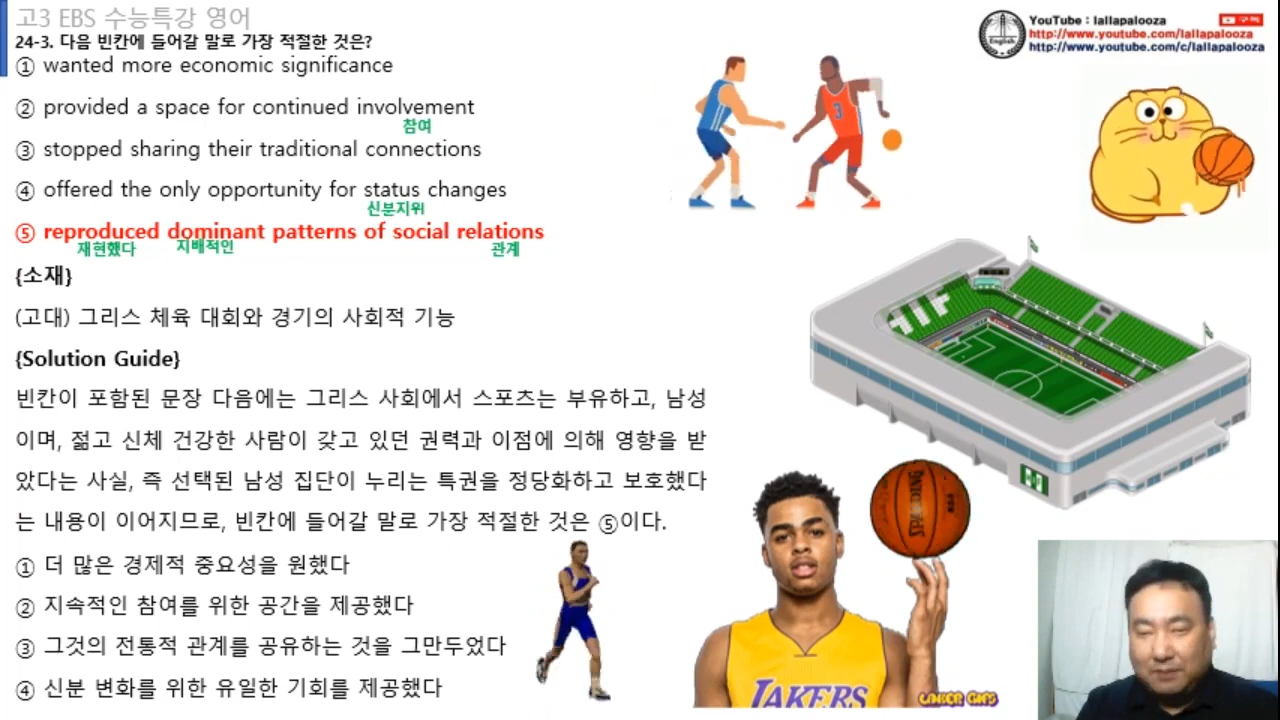 고3 EBS 수능특강 영어
24-3. 다음 빈칸에 들어갈 말로 가장 적절한 것은?
① wanted more economic significance
② provided a space for continued involvement
참여
③ stopped sharing their traditional connections
④ offered the only opportunity for status changes
신분지위
⑤ reproduced dominant patterns of social relations
재현했다 지배적인 관계
{소재}
(고대) 그리스 체육 대회와 경기의 사회적 기능
{Solution Guide}
빈칸이 포함된 문장 다음에는 그리스 사회에서 스포츠는 부유하고, 남성
이며, 젊고 신체 건강한 사람이 갖고 있던 권력과 이점에 의해 영향을 받
았다는 사실, 즉 선택된 남성 집단이 누리는 특권을 정당화하고 보호했다
는 내용이 이어지므로, 빈칸에 들어갈 말로 가장 적절한 것은 ⑤이다.
① 더 많은 경제적 중요성을 원했다
② 지속적인 참여를 위한 공간을 제공했다
③ 그것의 전통적 관계를 공유하는 것을 그만두었다
④ 신분 변화를 위한 유일한 기회를 제공했다
YouTube : lallapalooza
구독
http://www.youtube.com/lallapalooza
http://www.youtube.com/c/lallapalooza
English
3
SPALDING
LAKERS
LAKER GIFS